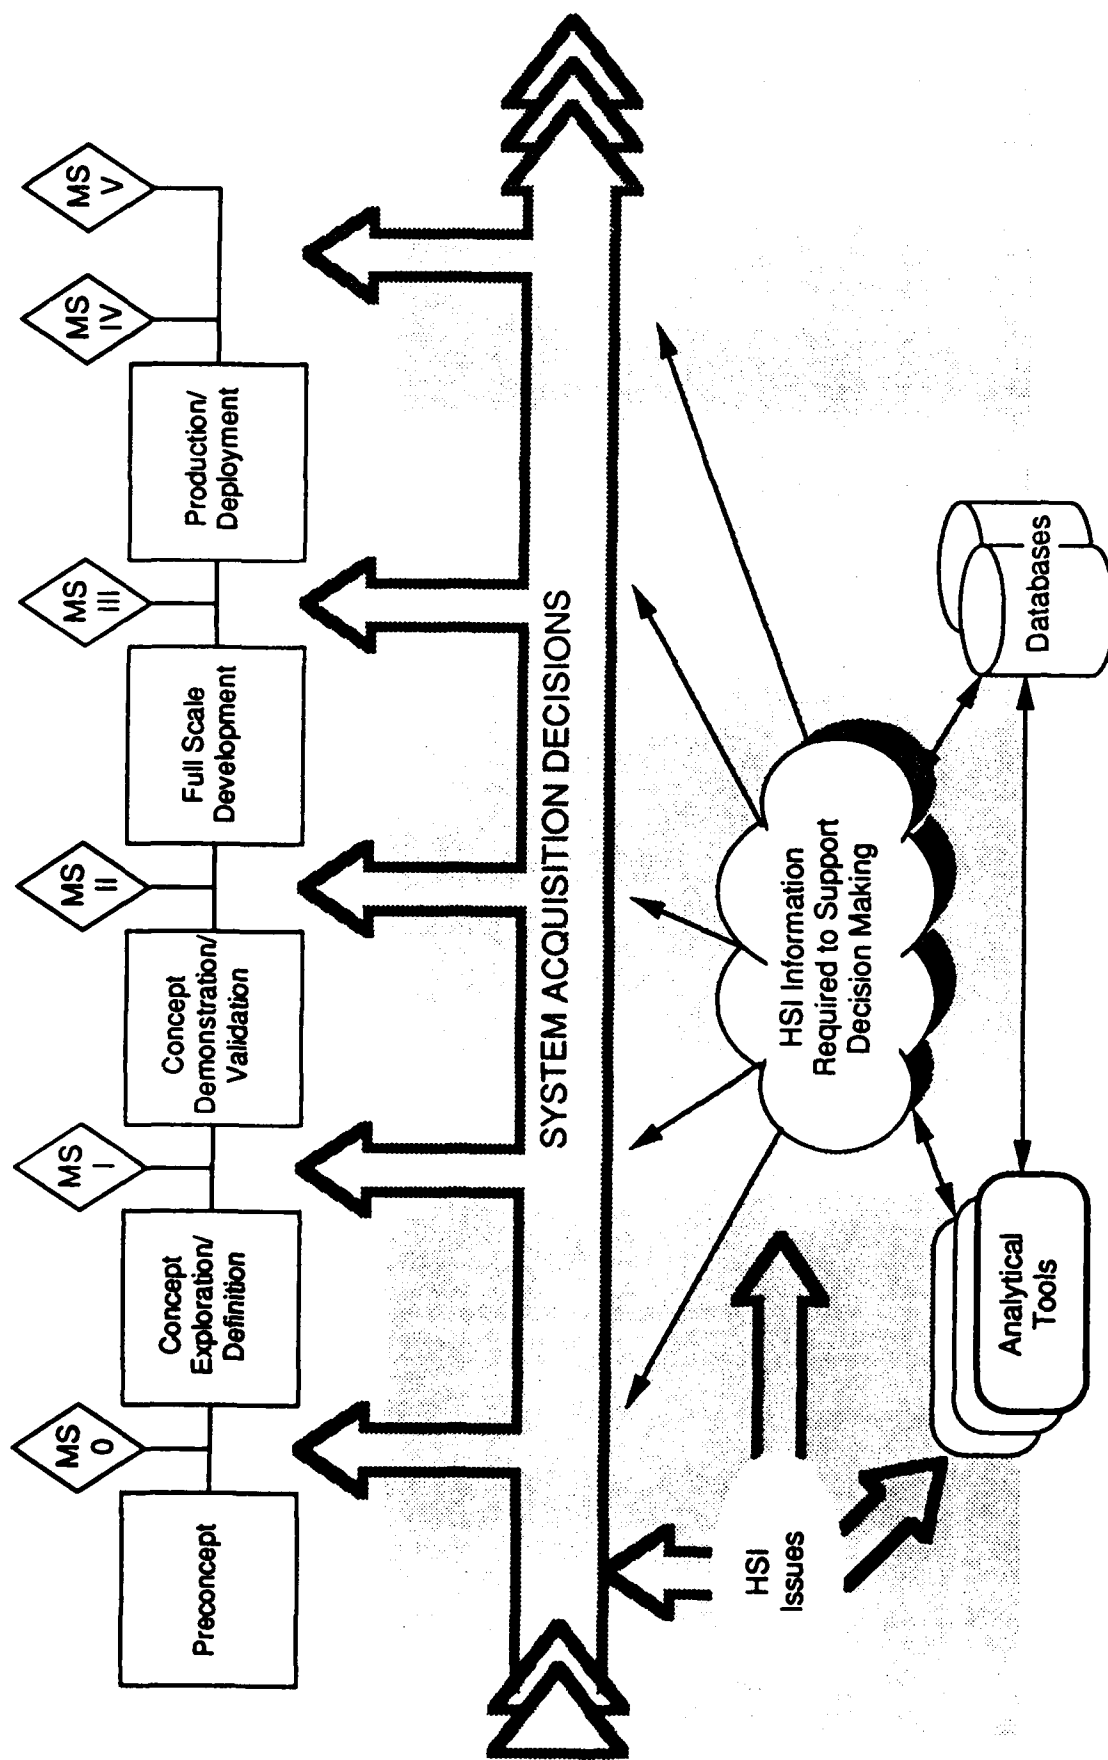 MS
0
MS
I
MS
II
MS
III
MS
IV
MS
V
Preconcept
Concept
Exploration/
Definition
Concept
Demonstration/
Validation
Full Scale
Development
Production/
Deployment
SYSTEM ACQUISITION DECISIONS
HSI
Issues
HSI Information
Required to Support
Decision Making
Analytical
Tools
Databases